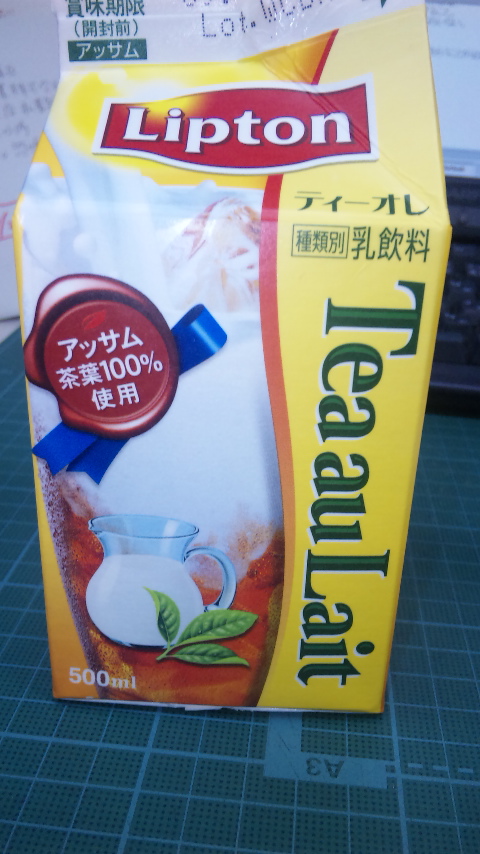 賞味期限
(開封前)
アッサム
Lot.
Lipton
ティーオレ
種類別 乳飲料
Tea au Lait
アッサム
茶葉100%
使用
500ml
A3